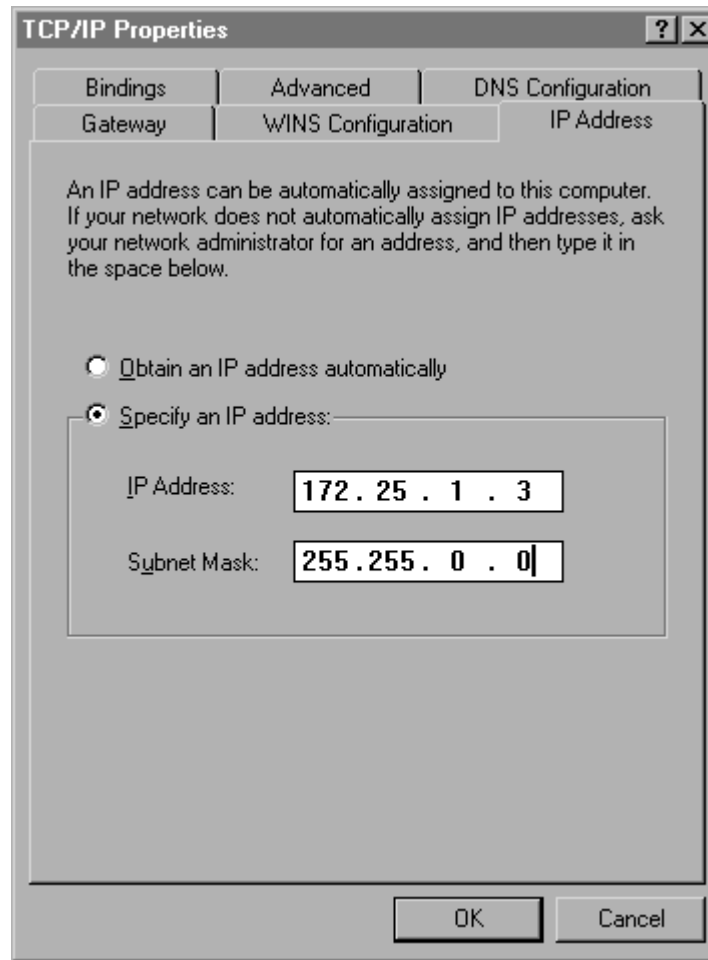 TCP/IP Properties ? X
Bindings Advanced DNS Configuration
Gateway WINS Configuration IP Address
An IP address can be automatically assigned to this computer.
If your network does not automatically assign IP addresses, ask
your network administrator for an address, and then type it in
the space below.
Obtain an IP address automatically
Specify an IP address:
IP Address: 172. 25 . 1 . 3
Subnet Mask: 255.255. 0 . 0
OK Cancel